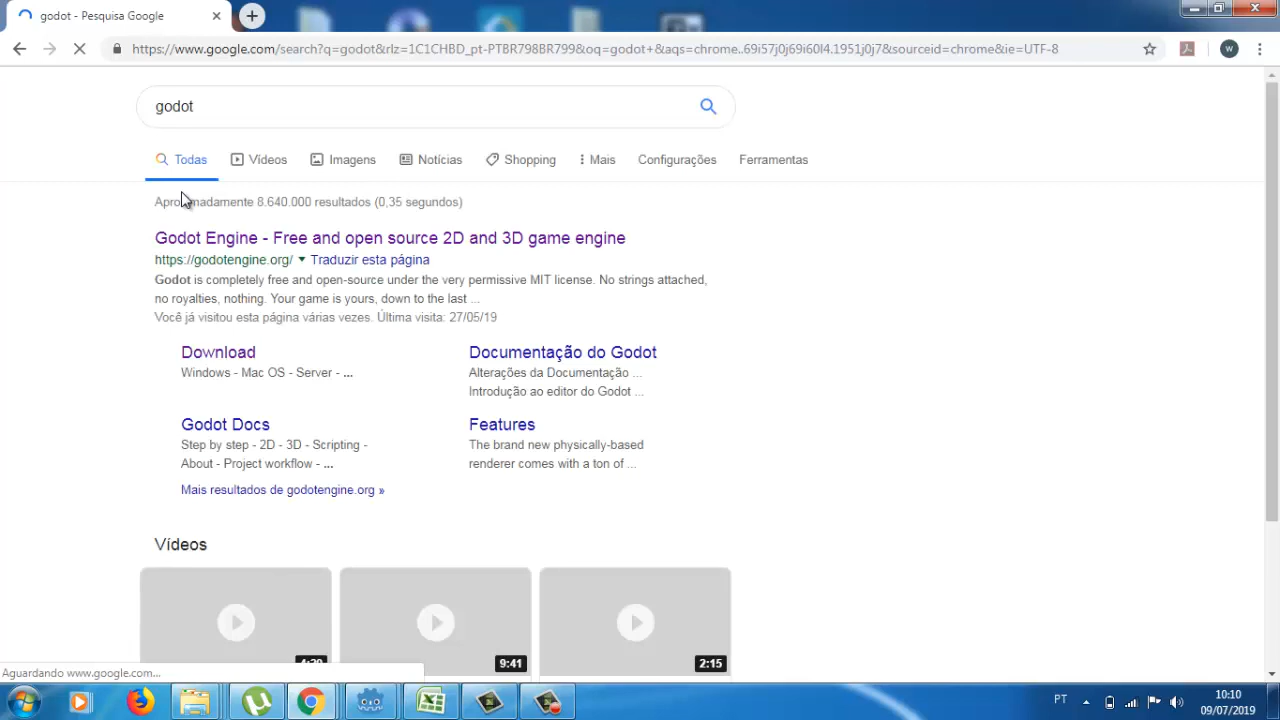 godot - Pesquisa Google
https://www.google.com/search?q=godot&rlz=1C1CHBD_pt-PTBR798BR799&oq=godot+&aqs=chrome..69i57j0j69i60l4.1951j0j7&sourceid=chrome&ie=UTF-8
W
godot
Todas Vídeos Imagens Notícias Shopping Mais Configurações Ferramentas
8.640.000 resultados (0,35 segundos)
Godot Engine - Free and open source 2D and 3D game engine
https://godotengine.org/ Traduzir esta página
Godot is completely free and open-source under the very permissive MIT license. No strings attached,
no royalties, nothing. Your game is yours, down to the last ...
Você já visitou esta página várias vezes. Última visita: 27/05/19
Download
Windows - Mac OS - Server - ...
Documentação do Godot
Alterações da Documentação ...
Introdução ao editor do Godot ...
Godot Docs
Step by step - 2D - 3D - Scripting -
About - Project workflow - ...
Features
The brand new physically-based
renderer comes with a ton of ...
Mais resultados de godotengine.org »
Vídeos
9:41
2:15
Aguardando www.google.com...
PT
10:10
09/07/2019